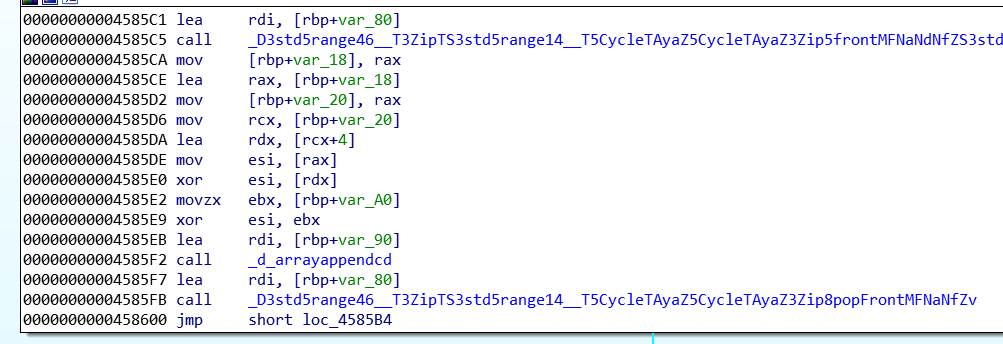 00000000004585C1 lea rdi, [rbp+var_80]
00000000004585C5 call _D3std5range46__T3ZipTS3std5range14__T5CycleTAyaZ5CycleTAyaZ3Zip5frontMFNaNdNfZS3std
00000000004585CA mov [rbp+var_18], rax
00000000004585CE lea rax, [rbp+var_18]
00000000004585D2 mov [rbp+var_20], rax
00000000004585D6 mov rcx, [rbp+var_20]
00000000004585DA lea rdx, [rcx+4]
00000000004585DE mov esi, [rax]
00000000004585E0 xor esi, [rdx]
00000000004585E2 movzx ebx, [rbp+var_A0]
00000000004585E9 xor esi, ebx
00000000004585EB lea rdi, [rbp+var_90]
00000000004585F2 call _d_arrayappendcd
00000000004585F7 lea rdi, [rbp+var_80]
00000000004585FB call _D3std5range46__T3ZipTS3std5range14__T5CycleTAyaZ5CycleTAyaZ3Zip8popFrontMFNaNfZv
0000000000458600 jmp short loc_4585B4